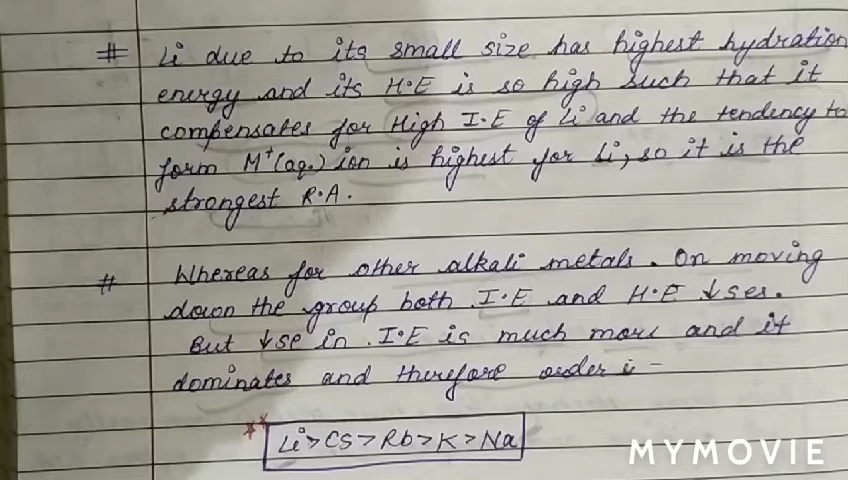 # Li due to its small size has highest hydration
energy and its H.E is so high such that it
compensates for High I.E of Li and the tendency to
form M⁺(aq.) ion is highest for Li, so it is the
strongest R.A.
# Whereas for other alkali metals. On moving
down the group both I.E and H.E ↓ses.
But ↓se in I.E is much more and it
dominates and therefore order is -
** Li > Cs > Rb > K > Na
MYMOVIE